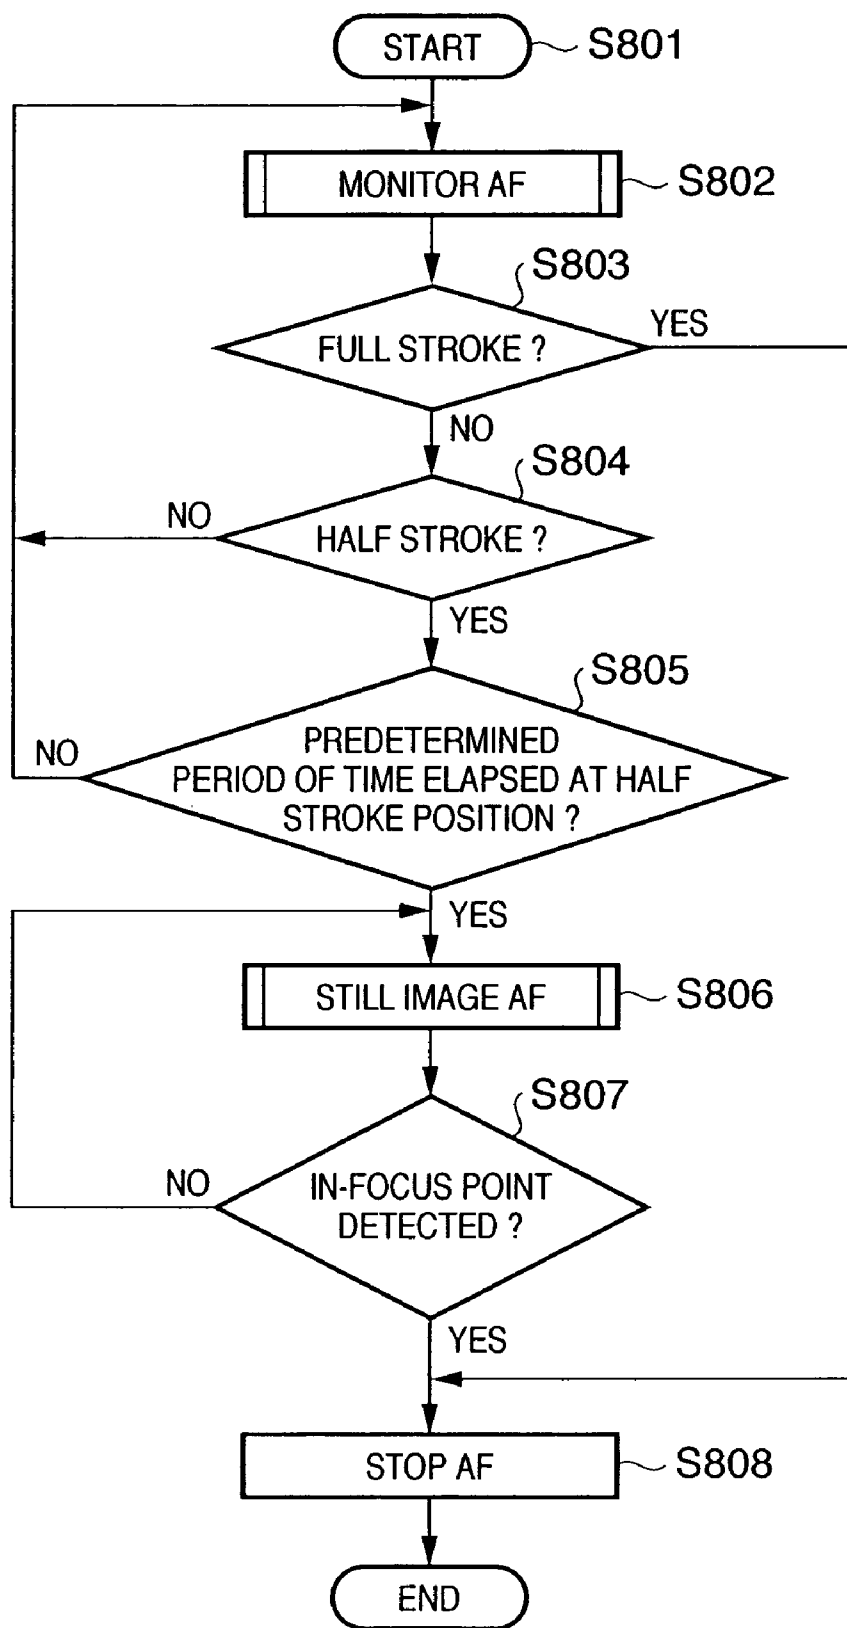 START
S801
MONITOR AF
S802
S803
FULL STROKE ?
YES
NO
S804
NO
HALF STROKE ?
YES
S805
NO
PREDETERMINED
PERIOD OF TIME ELAPSED AT HALF
STROKE POSITION ?
YES
STILL IMAGE AF
S806
S807
NO
IN-FOCUS POINT
DETECTED ?
YES
STOP AF
S808
END